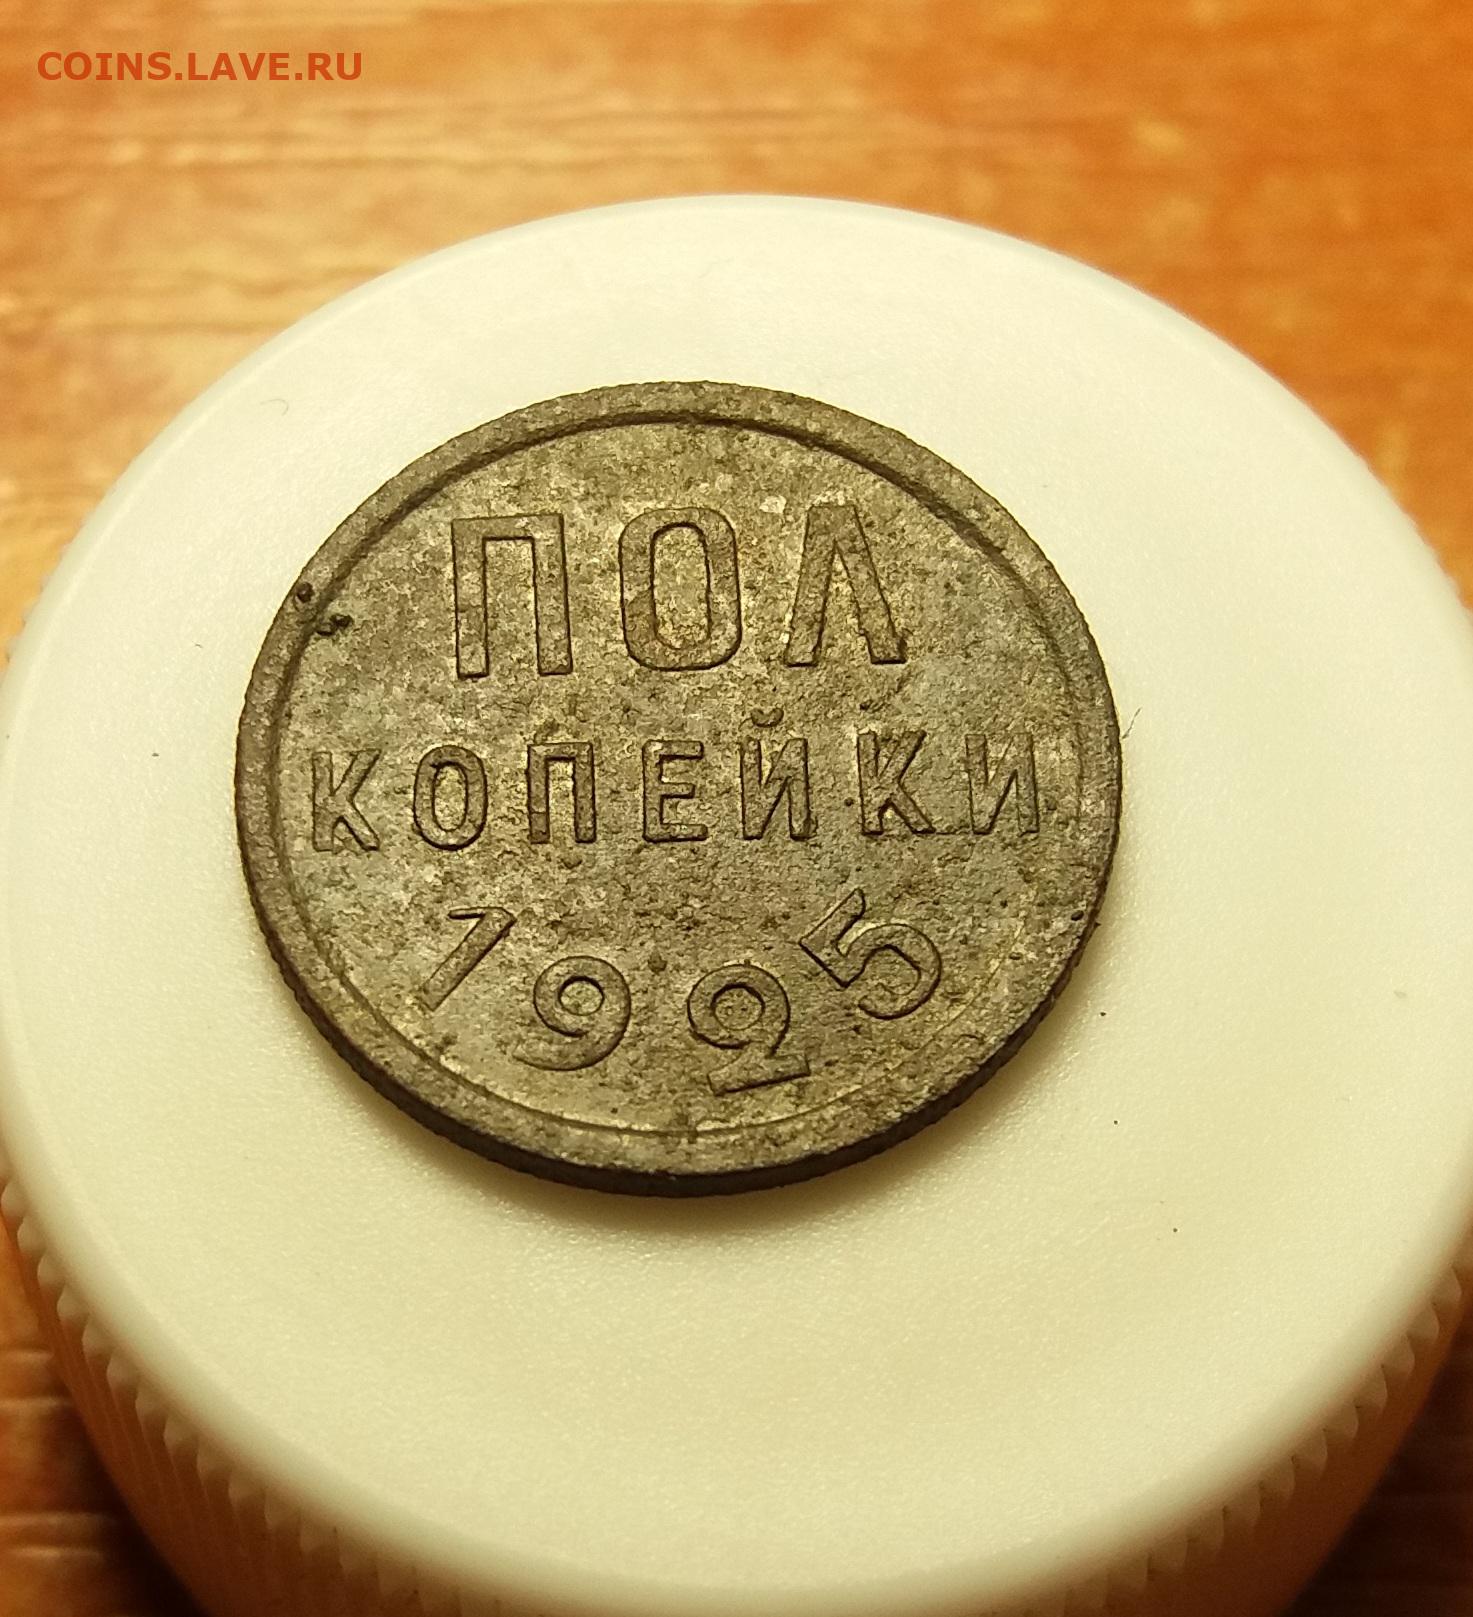 COINS.LAVE.RU
ПОЛ
КОПЕЙКИ
1925